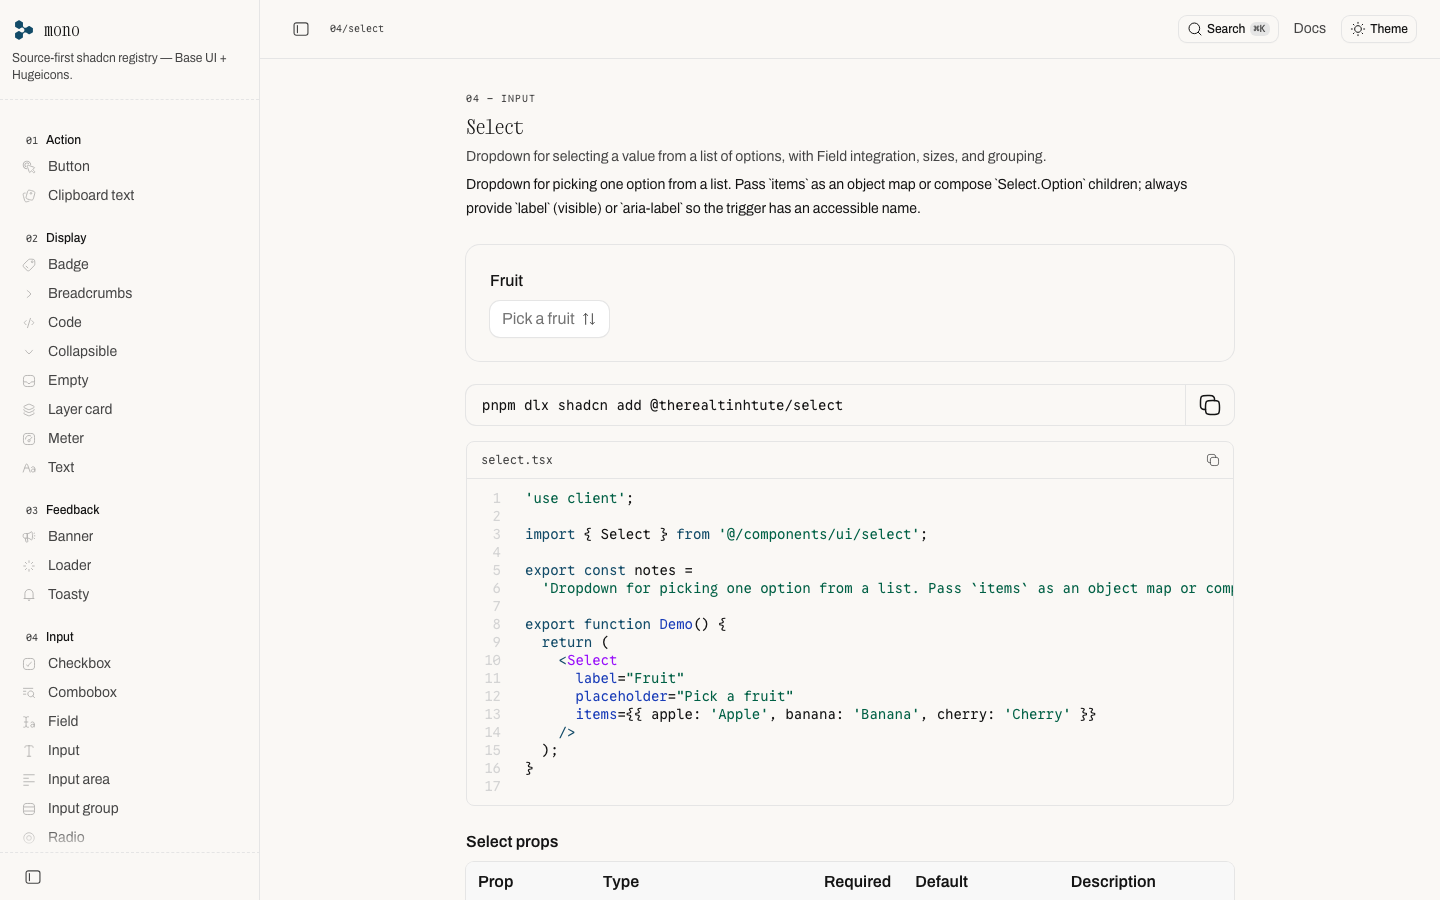 mono
Source-first shadcn registry — Base UI +
Hugeicons.
01 Action
Button
Clipboard text
02 Display
Badge
Breadcrumbs
Code
Collapsible
Empty
Layer card
Meter
Text
03 Feedback
Banner
Loader
Toasty
04 Input
Checkbox
Combobox
Field
Input
Input area
Input group
Radio
04/select
Search ⌘K
Docs
Theme
04 — INPUT
Select
Dropdown for selecting a value from a list of options, with Field integration, sizes, and grouping.
Dropdown for picking one option from a list. Pass `items` as an object map or compose `Select.Option` children; always
provide `label` (visible) or `aria-label` so the trigger has an accessible name.
Fruit
Pick a fruit
pnpm dlx shadcn add @therealtinhtute/select
select.tsx
1 'use client';
2
3 import { Select } from '@/components/ui/select';
4
5 export const notes =
6 'Dropdown for picking one option from a list. Pass `items` as an object map or comp
7
8 export function Demo() {
9 return (
10 <Select
11 label="Fruit"
12 placeholder="Pick a fruit"
13 items={{ apple: 'Apple', banana: 'Banana', cherry: 'Cherry' }}
14 />
15 );
16 }
17
Select props
Prop Type Required Default Description